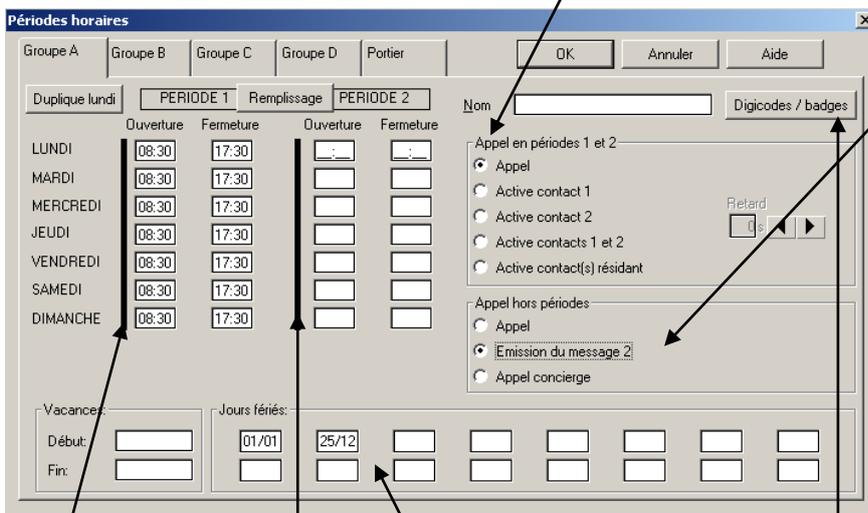 Périodes horaires
Groupe A Groupe B Groupe C Groupe D Portier OK Annuler Aide
Duplique lundi PERIODE 1 Remplissage PERIODE 2 Nom Digicodes / badges
Ouverture Fermeture Ouverture Fermeture
LUNDI 08:30 17:30 __:__ __:__
MARDI 08:30 17:30
MERCREDI 08:30 17:30
JEUDI 08:30 17:30
VENDREDI 08:30 17:30
SAMEDI 08:30 17:30
DIMANCHE 08:30 17:30
Appel en périodes 1 et 2
Appel
Active contact 1
Active contact 2
Active contacts 1 et 2
Active contact(s) résidant
Retard
0 s
Appel hors périodes
Appel
Emission du message 2
Appel concierge
Vacances:
Début:
Fin:
Jours fériés:
01/01 25/12